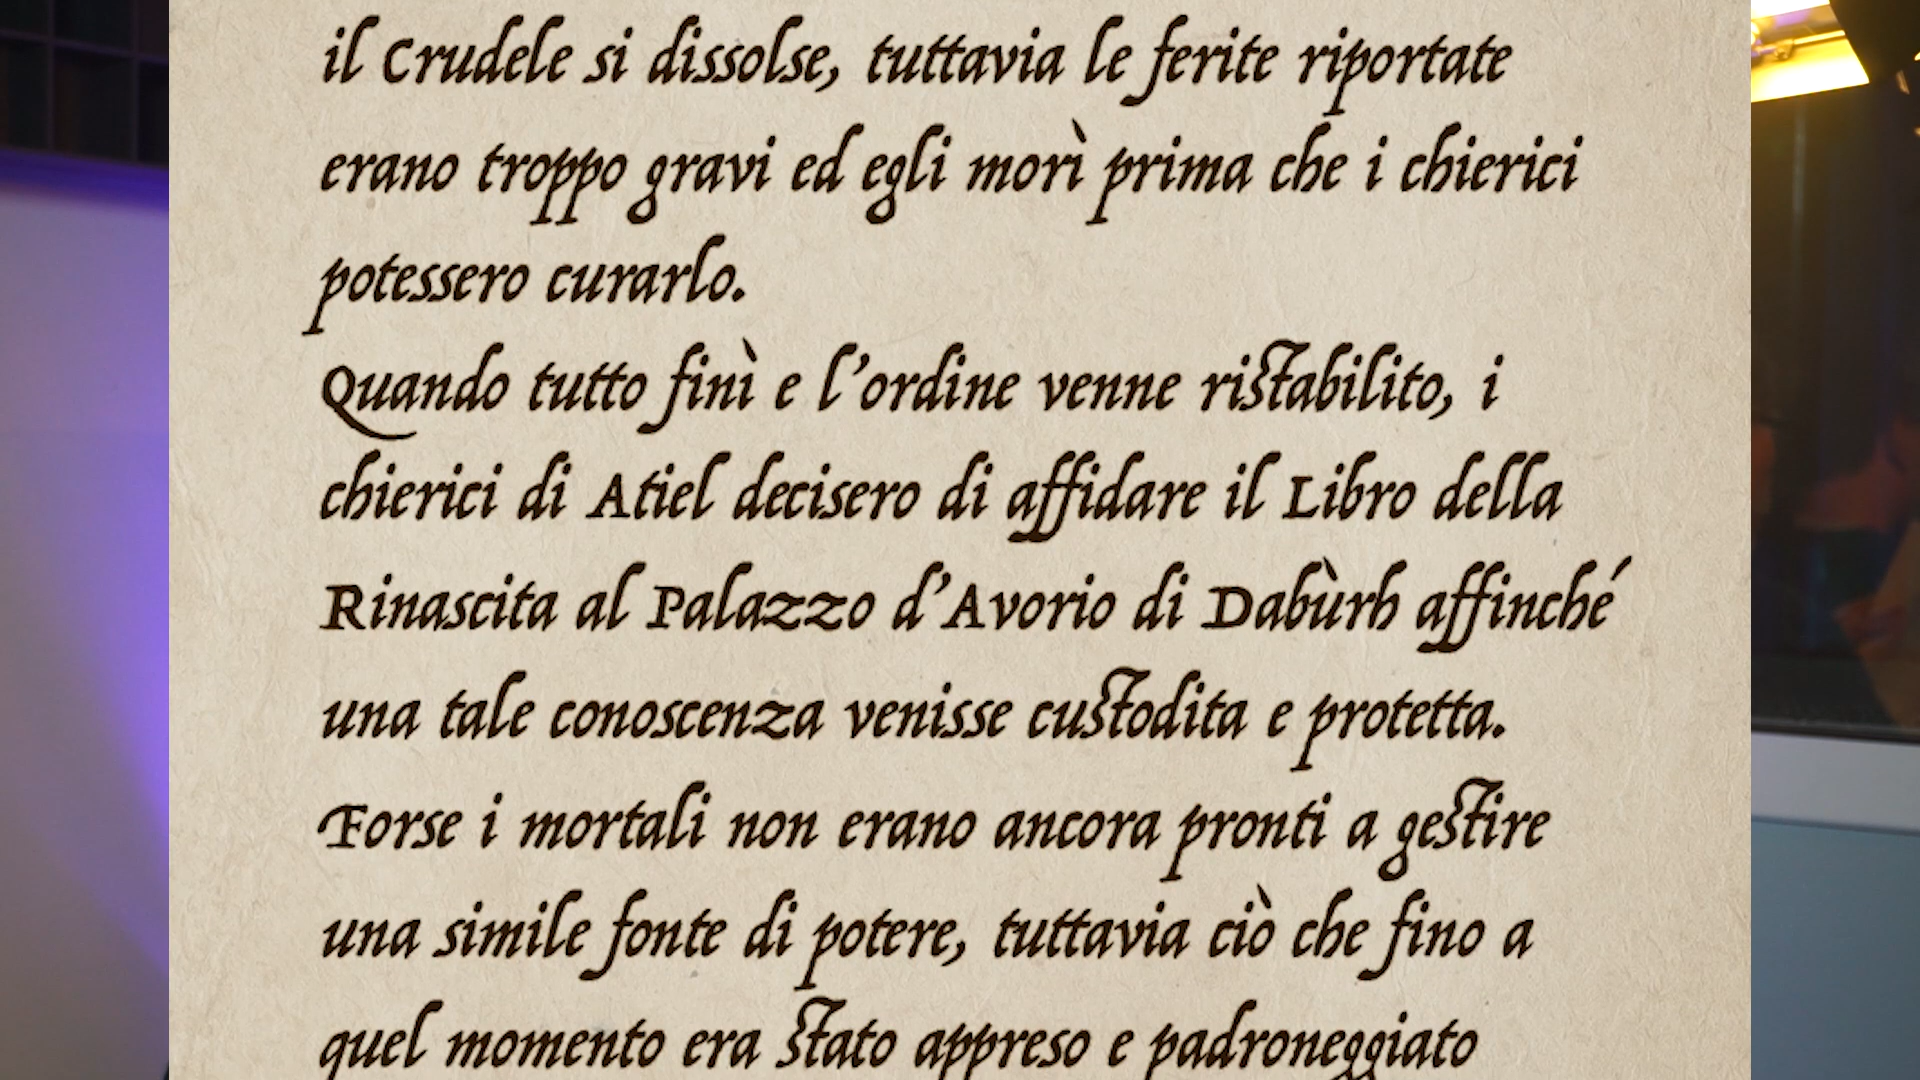 il Crudele si dissolse, tuttavia le ferite riportate
erano troppo gravi ed egli morì prima che i chierici
potessero curarlo.
Quando tutto finì e l'ordine venne ristabilito, i
chierici di Atiel decisero di affidare il Libro della
Rinascita al Palazzo d'Avorio di Dabùrh affinché
una tale conoscenza venisse custodita e protetta.
Forse i mortali non erano ancora pronti a gestire
una simile fonte di potere, tuttavia ciò che fino a
quel momento era stato appreso e padroneggiato